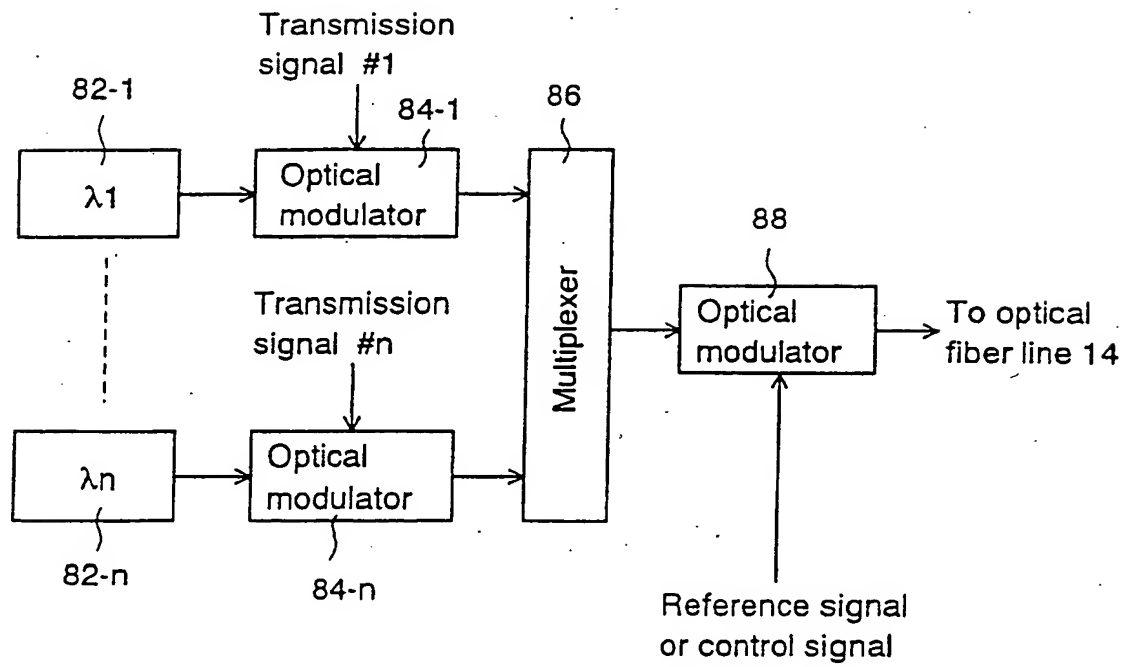 Transmission
signal #1
82-1
84-1
86
λ1
Optical
modulator
88
Transmission
signal #n
Multiplexer
Optical
modulator
To optical
fiber line 14
λn
Optical
modulator
82-n
84-n
Reference signal
or control signal